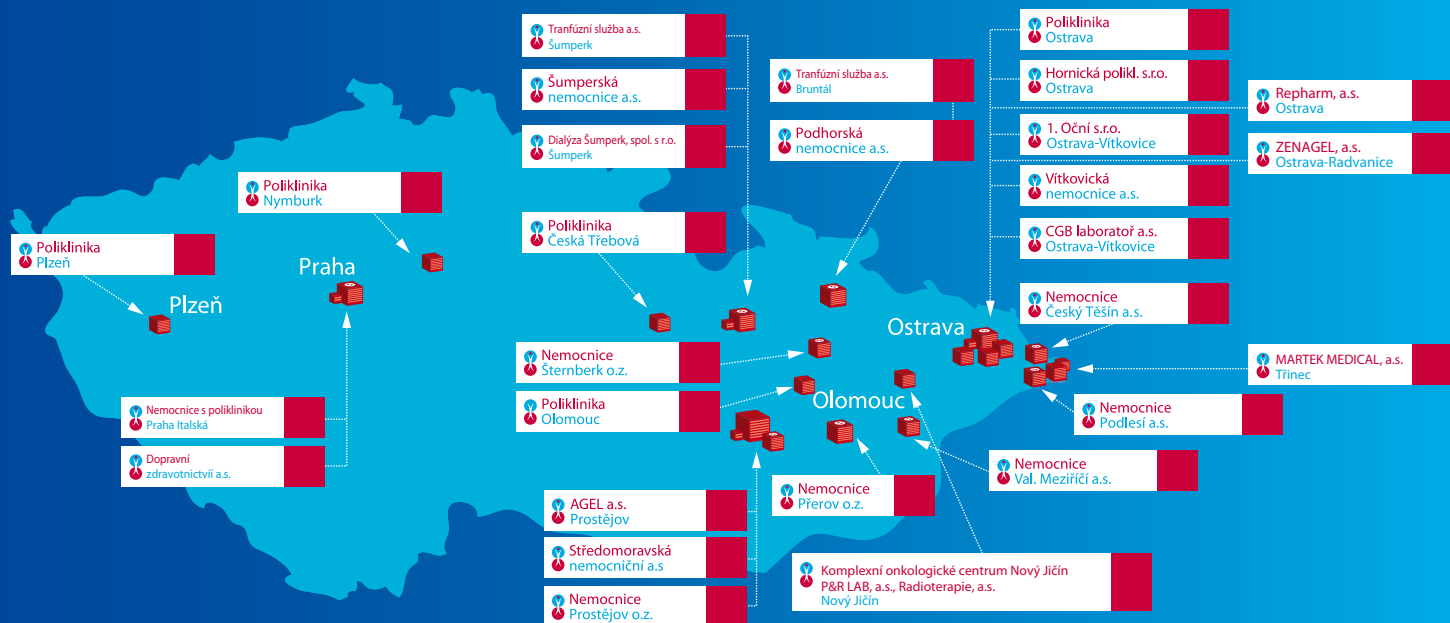 Tranfúzní služba a.s.
Šumperk
Šumperská
nemocnice a.s.
Dialýza Šumperk, spol. s r.o.
Šumperk
Poliklinika
Česká Třebová
Tranfúzní služba a.s.
Bruntál
Podhorská
nemocnice a.s.
Poliklinika
Ostrava
Hornická polikl. s.r.o.
Ostrava
1. Oční s.r.o.
Ostrava-Vítkovice
Vítkovická
nemocnice a.s.
CGB laboratoř a.s.
Ostrava-Vítkovice
Repharm, a.s.
Ostrava
ZENAGEL, a.s.
Ostrava-Radvanice
Poliklinika
Nymburk
Poliklinika
Plzeň
Praha
Plzeň
Nemocnice
Český Těšín a.s.
Ostrava
MARTEK MEDICAL, a.s.
Třinec
Nemocnice
Šternberk o.z.
Poliklinika
Olomouc
Olomouc
Nemocnice
Podlesí a.s.
Nemocnice s poliklinikou
Praha Italská
Dopravní
zdravotnictvíí a.s.
Nemocnice
Val. Meziříčí a.s.
Nemocnice
Přerov o.z.
AGEL a.s.
Prostějov
Středomoravská
nemocniční a.s
Nemocnice
Prostějov o.z.
Komplexní onkologické centrum Nový Jičín
P&R LAB, a.s., Radioterapie, a.s.
Nový Jičín